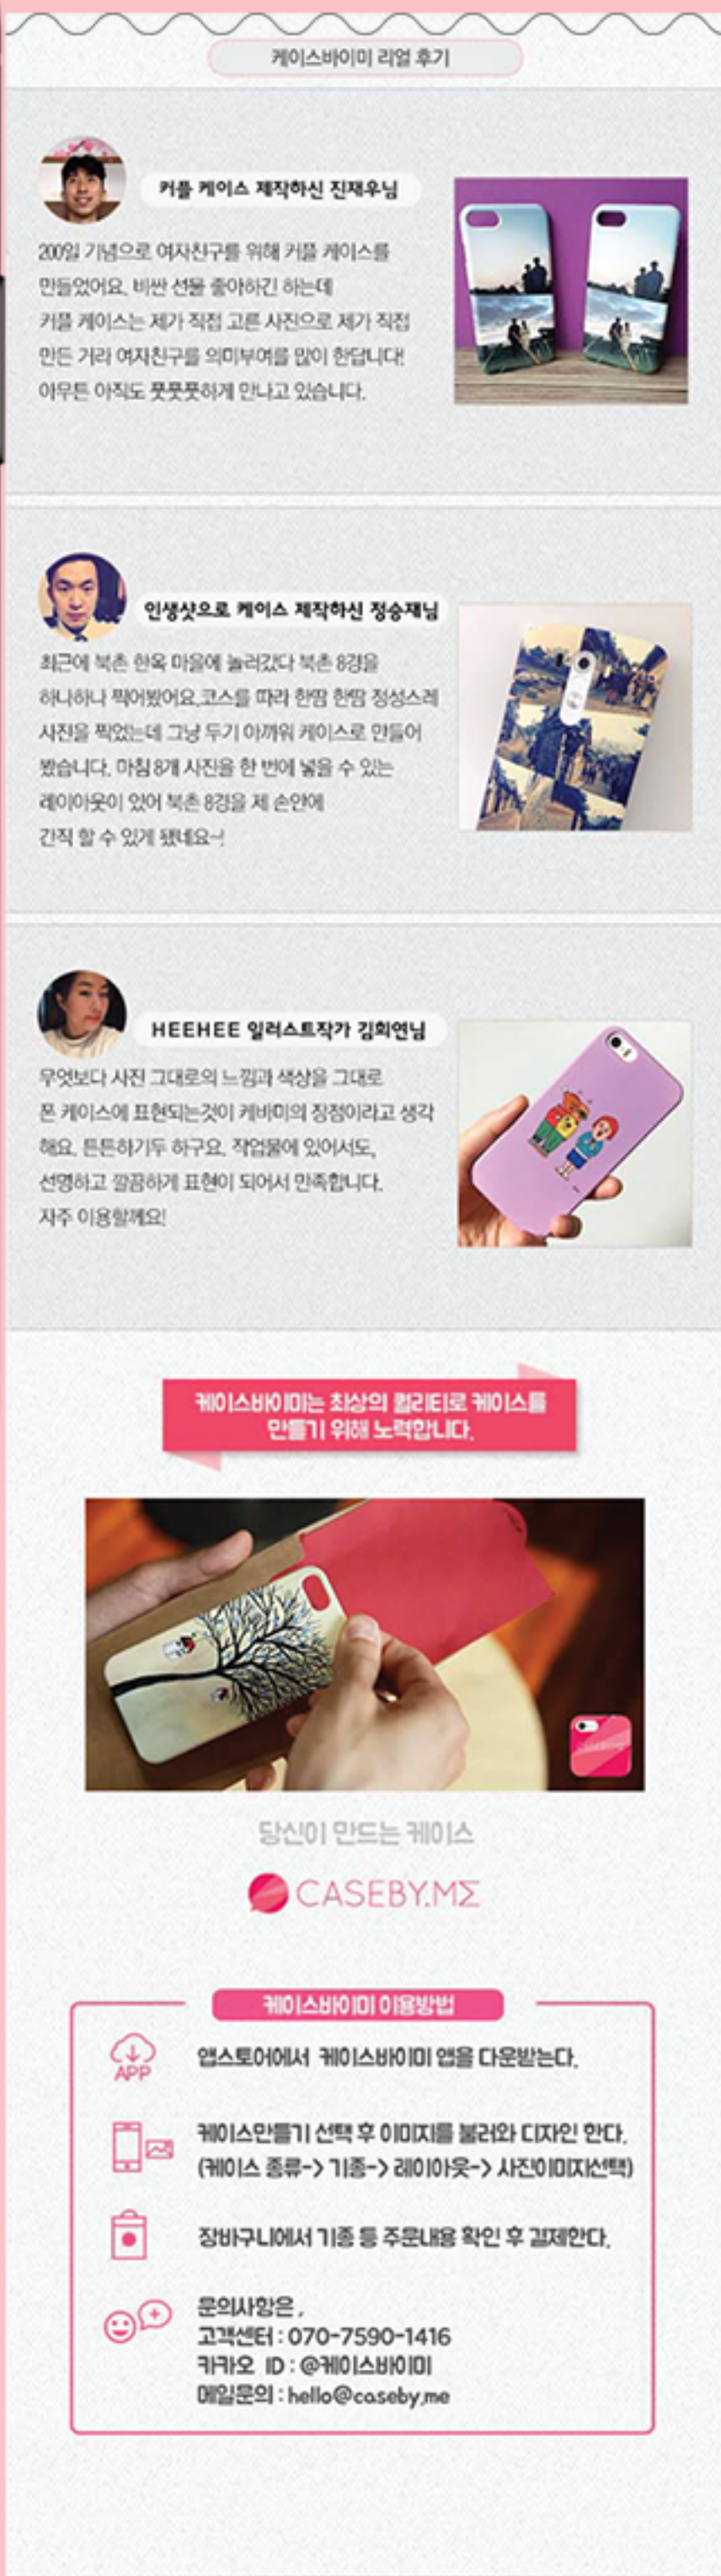 케이스바이미 리얼 후기
커플 케이스 제작하신 진재우님
200일 기념으로 여자친구를 위해 커플 케이스를
만들었어요. 비싼 선물 좋아하긴 하는데
커플 케이스는 제가 직접 고른 사진으로 제가 직접
만든 거라 여자친구를 의미부여를 많이 한답니다!
아무튼 아직도 풋풋풋하게 만나고 있습니다.
인생샷으로 케이스 제작하신 정승재님
최근에 북촌 한옥 마을에 놀러갔다 북촌 8경을
하나하나 찍어봤어요.코스를 따라 한땀 한땀 정성스레
사진을 찍었는데 그냥 두기 아까워 케이스로 만들어
봤습니다. 마침 8개 사진을 한 번에 넣을 수 있는
레이아웃이 있어 북촌 8경을 제 손안에
간직 할 수 있게 됐네요~!
HEEHEE 일러스트작가 김희연님
무엇보다 사진 그대로의 느낌과 색상을 그대로
폰 케이스에 표현되는것이 케바미의 장점이라고 생각
해요. 튼튼하기두 하구요. 작업물에 있어서도,
선명하고 깔끔하게 표현이 되어서 만족합니다.
자주 이용할께요!
케이스바이미는 최상의 퀄리티로 케이스를
만들기 위해 노력합니다.
당신이 만드는 케이스
CASEBY.MΣ
케이스바이미 이용방법
APP
앱스토어에서 케이스바이미 앱을 다운받는다.
케이스만들기 선택 후 이미지를 불러와 디자인 한다.
(케이스 종류-> 기종-> 레이아웃-> 사진이미지선택)
장바구니에서 기종 등 주문내용 확인 후 결제한다.
문의사항은 ,
고객센터 : 070-7590-1416
카카오 ID : @케이스바이미
메일문의 : hello@caseby.me